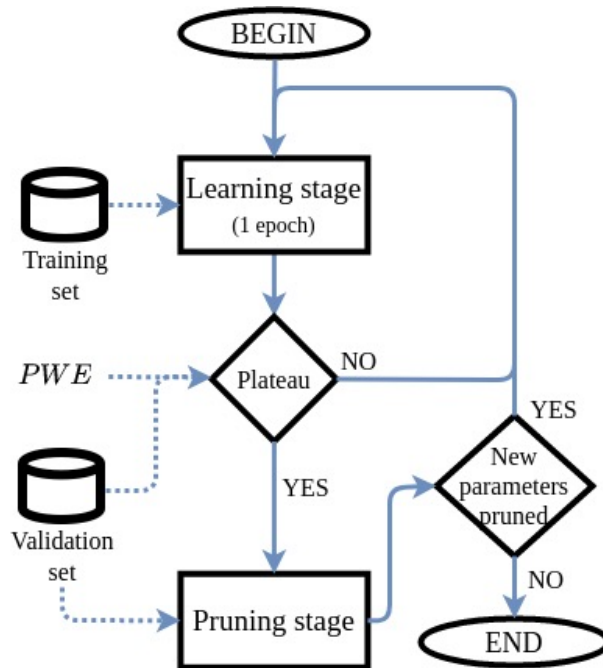 BEGIN
Learning stage
(1 epoch)
Training
set
PWE
Plateau
NO
YES
YES
New
parameters
pruned
Validation
set
Pruning stage
NO
END